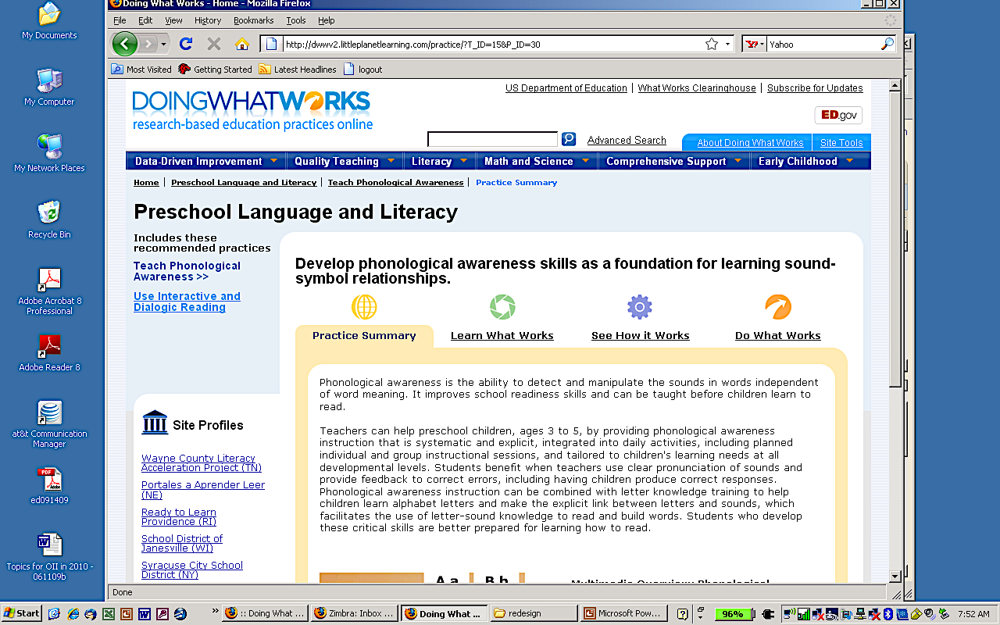 Doing What Works - Home - Mozilla Firefox
File Edit View History Bookmarks Tools Help
http://dwwv2.littleplanetlearning.com/practice/?T_ID=15&P_ID=30
Yahoo
Most Visited Getting Started Latest Headlines logout
US Department of Education | What Works Clearinghouse | Subscribe for Updates
DOINGWHATWORKS
research-based education practices online
ED.gov
Advanced Search
About Doing What Works
Site Tools
Data-Driven Improvement
Quality Teaching
Literacy
Math and Science
Comprehensive Support
Early Childhood
Home | Preschool Language and Literacy | Teach Phonological Awareness | Practice Summary
Preschool Language and Literacy
Includes these
recommended practices
Teach Phonological
Awareness >>
Use Interactive and
Dialogic Reading
Site Profiles
Wayne County Literacy
Acceleration Project (TN)
Portales a Aprender Leer
(NE)
Ready to Learn
Providence (RI)
School District of
Janesville (WI)
Syracuse City School
District (NY)
Develop phonological awareness skills as a foundation for learning sound-
symbol relationships.
Practice Summary
Learn What Works
See How it Works
Do What Works
Phonological awareness is the ability to detect and manipulate the sounds in words independent
of word meaning. It improves school readiness skills and can be taught before children learn to
read.
Teachers can help preschool children, ages 3 to 5, by providing phonological awareness
instruction that is systematic and explicit, integrated into daily activities, including planned
individual and group instructional sessions, and tailored to children's learning needs at all
developmental levels. Students benefit when teachers use clear pronunciation of sounds and
provide feedback to correct errors, including having children produce correct responses.
Phonological awareness instruction can be combined with letter knowledge training to help
children learn alphabet letters and make the explicit link between letters and sounds, which
facilitates the use of letter-sound knowledge to read and build words. Students who develop
these critical skills are better prepared for learning how to read.
A a B b
Multimedia Overview Phonological
Done
My Documents
My Computer
My Network Places
Recycle Bin
Adobe Acrobat 8
Professional
Adobe Reader 8
at&t Communication
Manager
PDF
ed091409
Topics for OII in 2010 -
061109b
Start
:: Doing What ...
Zimbra: Inbox ...
Doing What ...
redesign
Microsoft Pow...
96%
7:52 AM